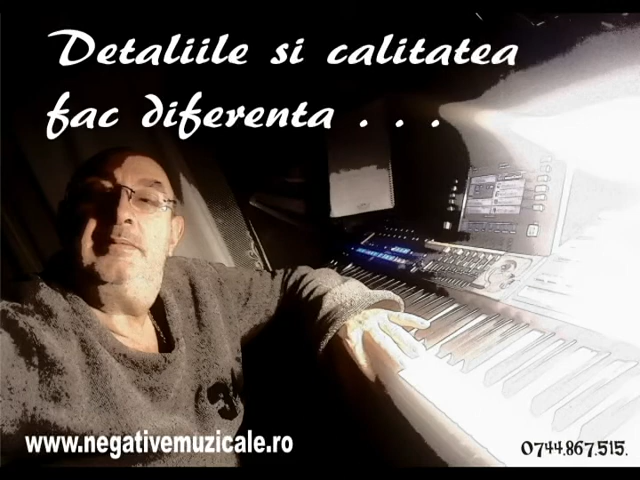 Detaliile si calitatea
fac diferenta . . .
www.negativemuzicale.ro
0744.867.515.